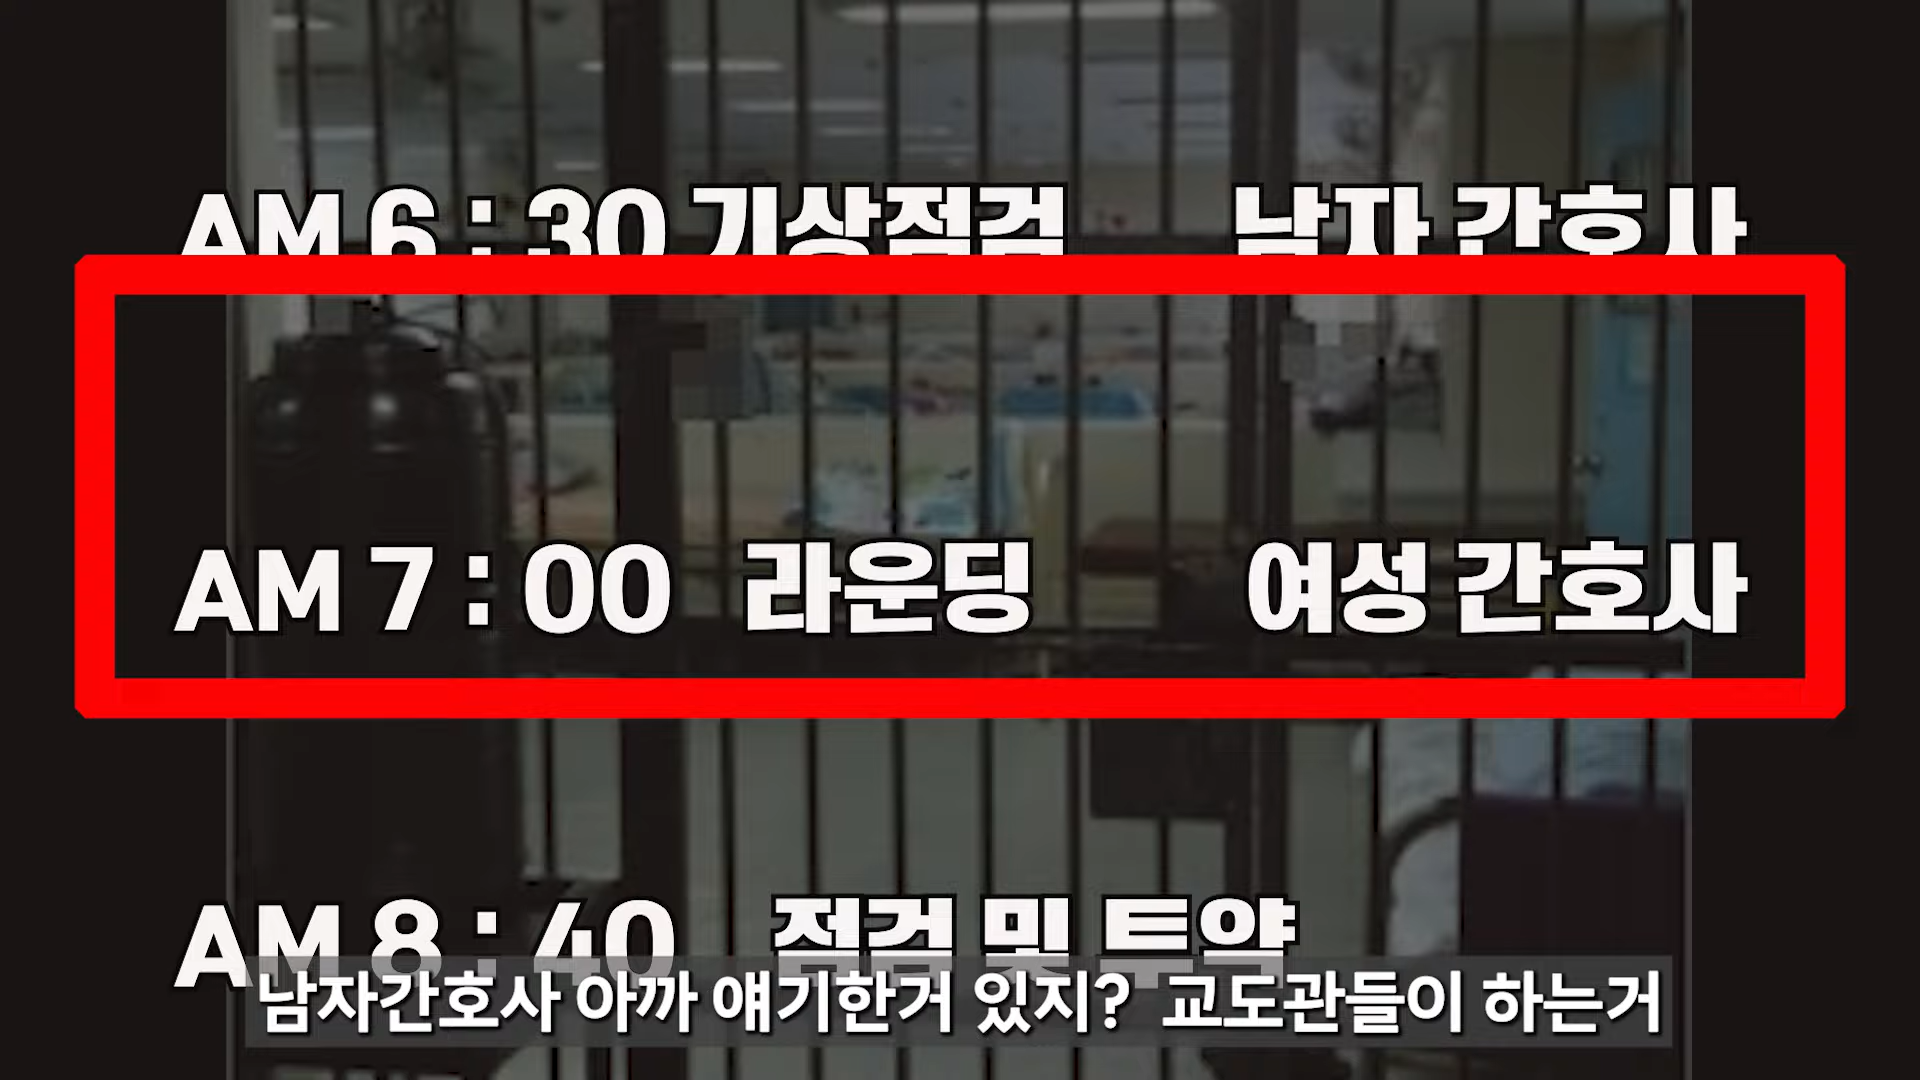 AM 6 : 30 기상점검 남자 간호사
AM 7 : 00 라운딩 여성 간호사
AM 8 : 40 점검 및 투약
남자간호사 아까 얘기한거 있지? 교도관들이 하는거